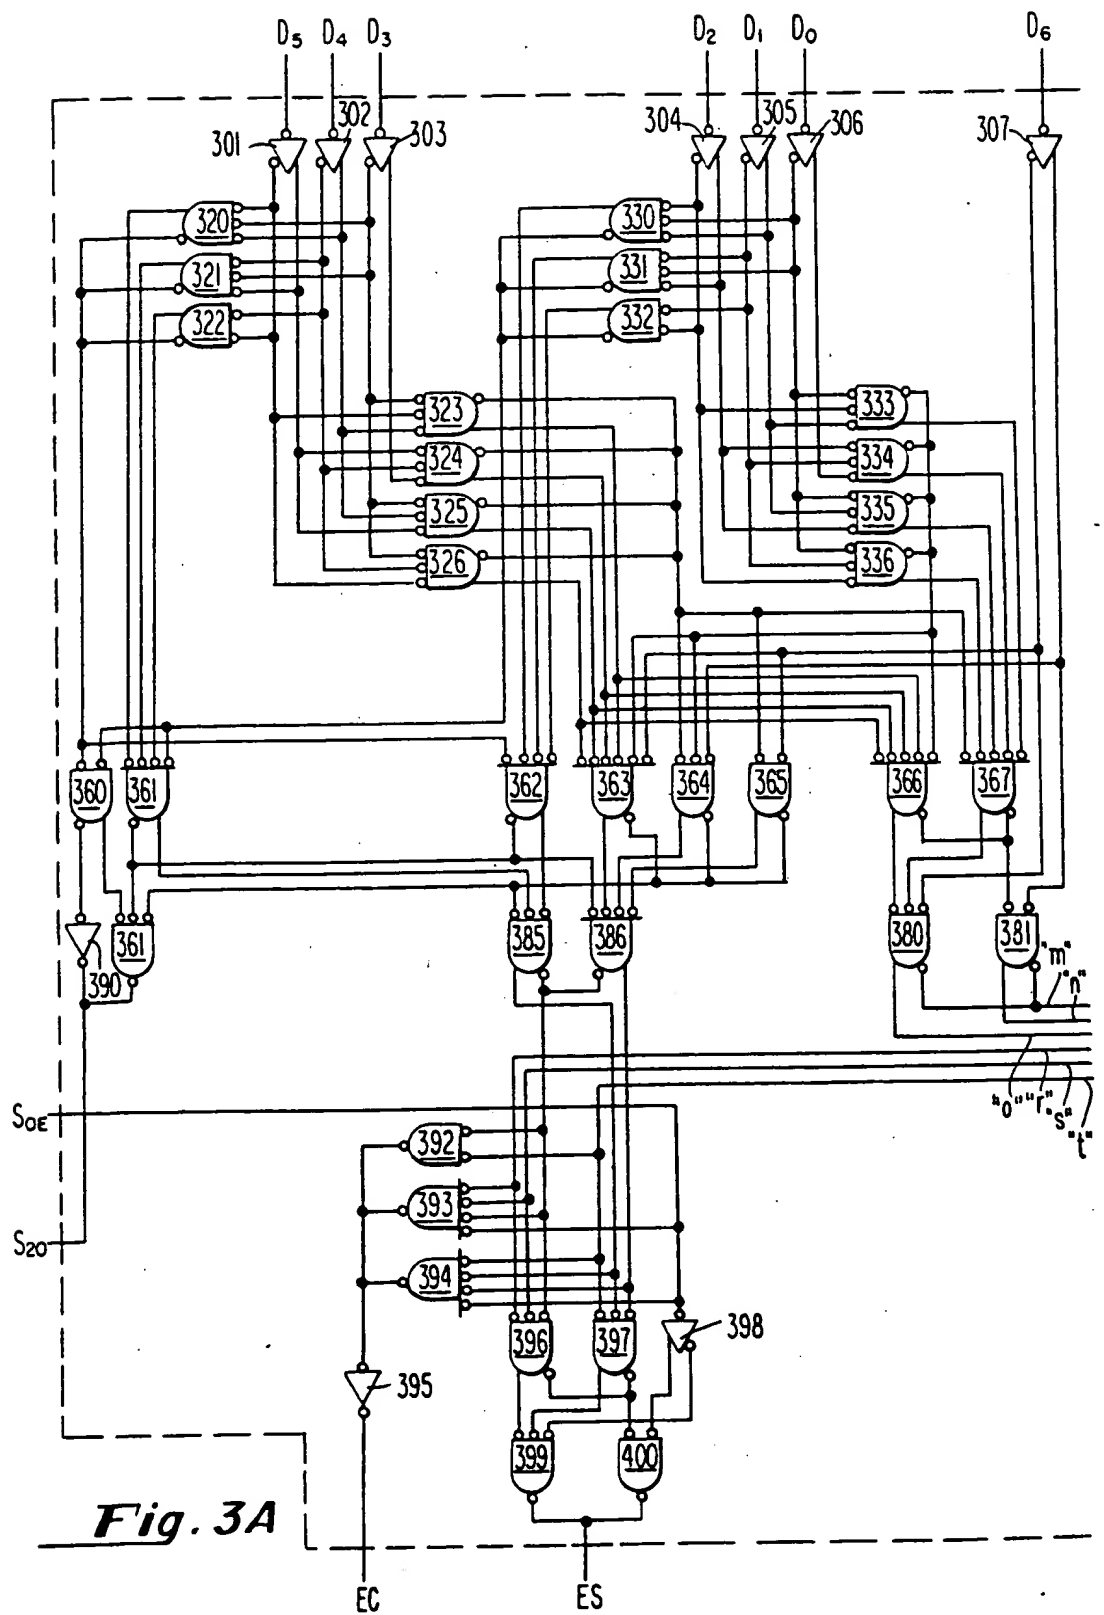 D5 D4 D3 D2 D1 D0 D6
301 302 303 304 305 306 307
320 330
321 331
322 332
323 333
324 334
325 335
326 336
360 361 362 363 364 365 366 367
390 361 385 386 380 381 "m"
"n"
"o" "r" "s" "t"
SOE
392
393
S20
394
396 397 398
395
399 400
Fig. 3A
EC ES